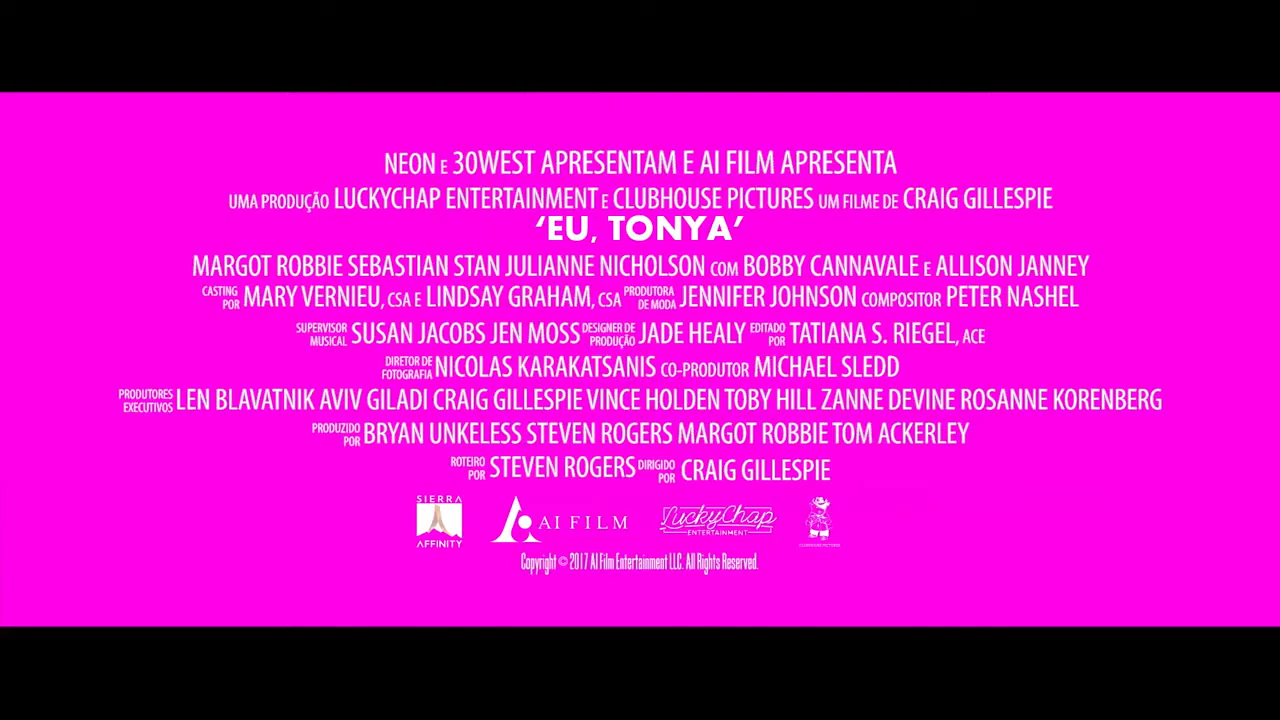 NEON E 30WEST APRESENTAM E AI FILM APRESENTA
UMA PRODUÇÃO LUCKYCHAP ENTERTAINMENT E CLUBHOUSE PICTURES UM FILME DE CRAIG GILLESPIE
‘EU, TONYA’
MARGOT ROBBIE SEBASTIAN STAN JULIANNE NICHOLSON COM BOBBY CANNAVALE E ALLISON JANNEY
CASTING POR MARY VERNIEU, CSA E LINDSAY GRAHAM, CSA PRODUTORA DE MODA JENNIFER JOHNSON COMPOSITOR PETER NASHEL
SUPERVISOR MUSICAL SUSAN JACOBS JEN MOSS DESIGNER DE PRODUÇÃO JADE HEALY EDITADO POR TATIANA S. RIEGEL, ACE
DIRETOR DE FOTOGRAFIA NICOLAS KARAKATSANIS CO-PRODUTOR MICHAEL SLEDD
PRODUTORES EXECUTIVOS LEN BLAVATNIK AVIV GILADI CRAIG GILLESPIE VINCE HOLDEN TOBY HILL ZANNE DEVINE ROSANNE KORENBERG
PRODUZIDO POR BRYAN UNKELESS STEVEN ROGERS MARGOT ROBBIE TOM ACKERLEY
ROTEIRO POR STEVEN ROGERS DIRIGIDO POR CRAIG GILLESPIE
SIERRA AFFINITY AI FILM LuckyChap ENTERTAINMENT CLUBHOUSE PICTURES
Copyright © 2017 AI Film Entertainment LLC. All Rights Reserved.